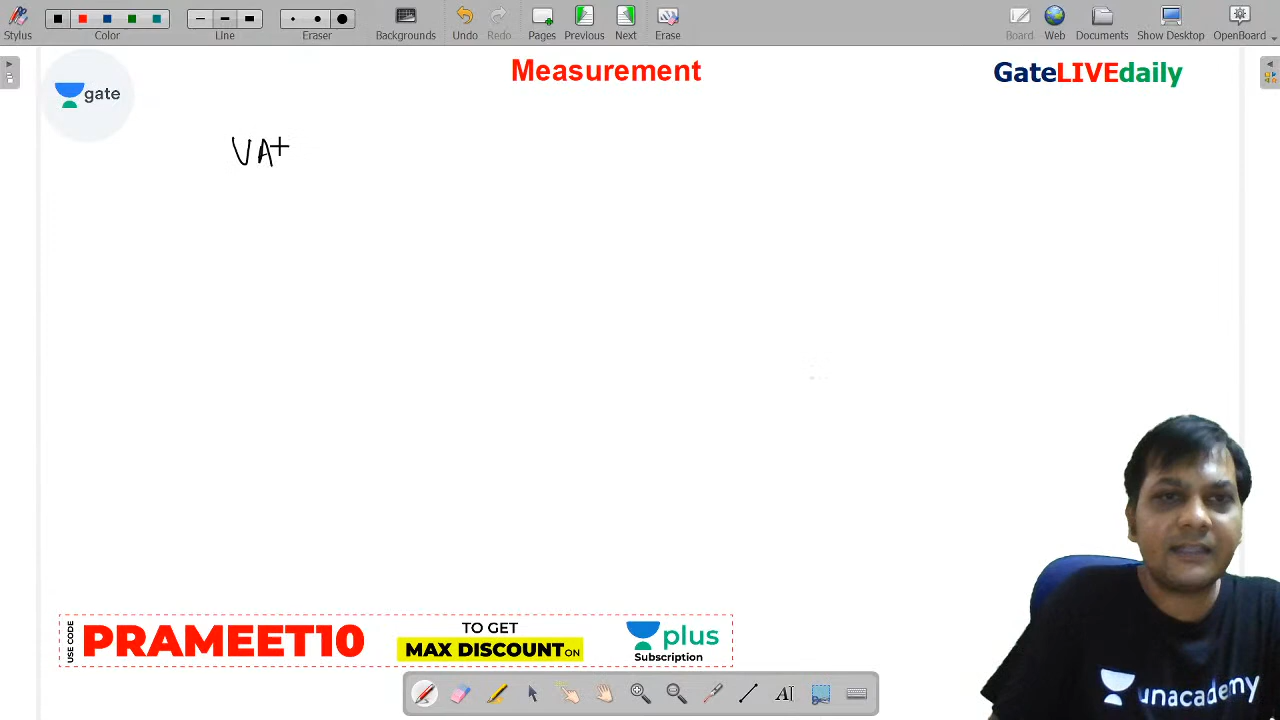 Stylus
Color
Line
Eraser
Backgrounds
Undo
Redo
Pages
Previous
Next
Erase
Board
Web
Documents
Show Desktop
OpenBoard
gate
Measurement
GateLIVEdaily
VA+
USE CODE
PRAMEET10
TO GET
MAX DISCOUNT ON
plus
Subscription
unacademy